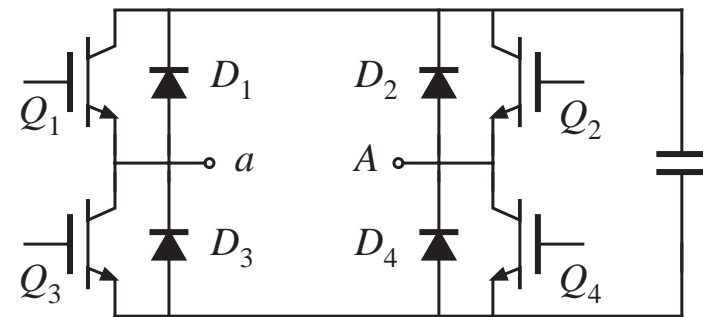 D₁ D₂
Q₁ Q₂
a A
D₃ D₄
Q₃ Q₄